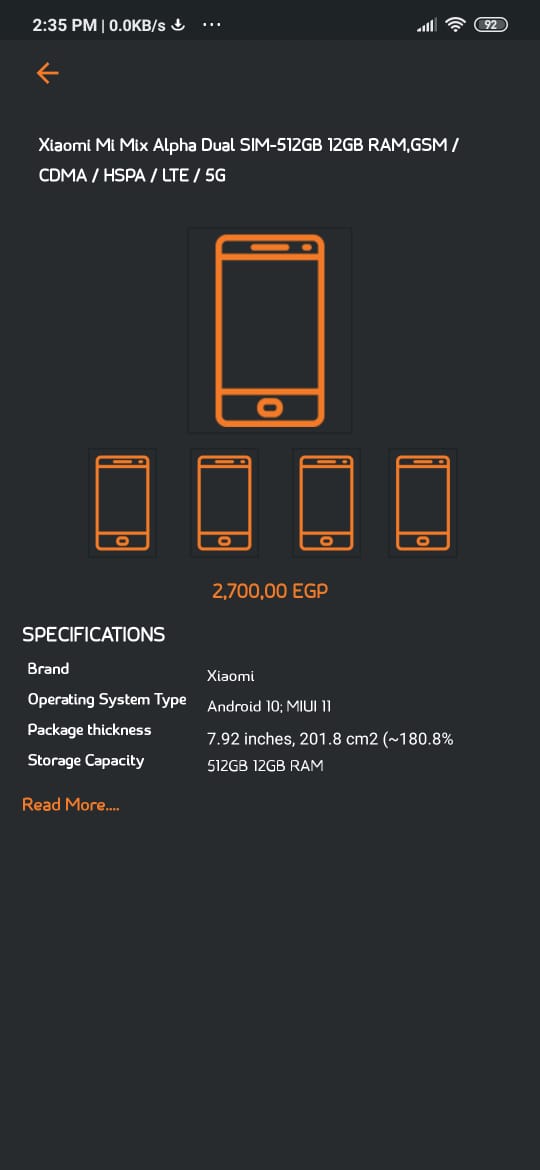 2:35 PM | 0.0KB/s ...
92
Xiaomi Mi Mix Alpha Dual SIM-512GB 12GB RAM,GSM /
CDMA / HSPA / LTE / 5G
2,700,00 EGP
SPECIFICATIONS
Brand Xiaomi
Operating System Type Android 10; MIUI 11
Package thickness 7.92 inches, 201.8 cm2 (~180.8%
Storage Capacity 512GB 12GB RAM
Read More....